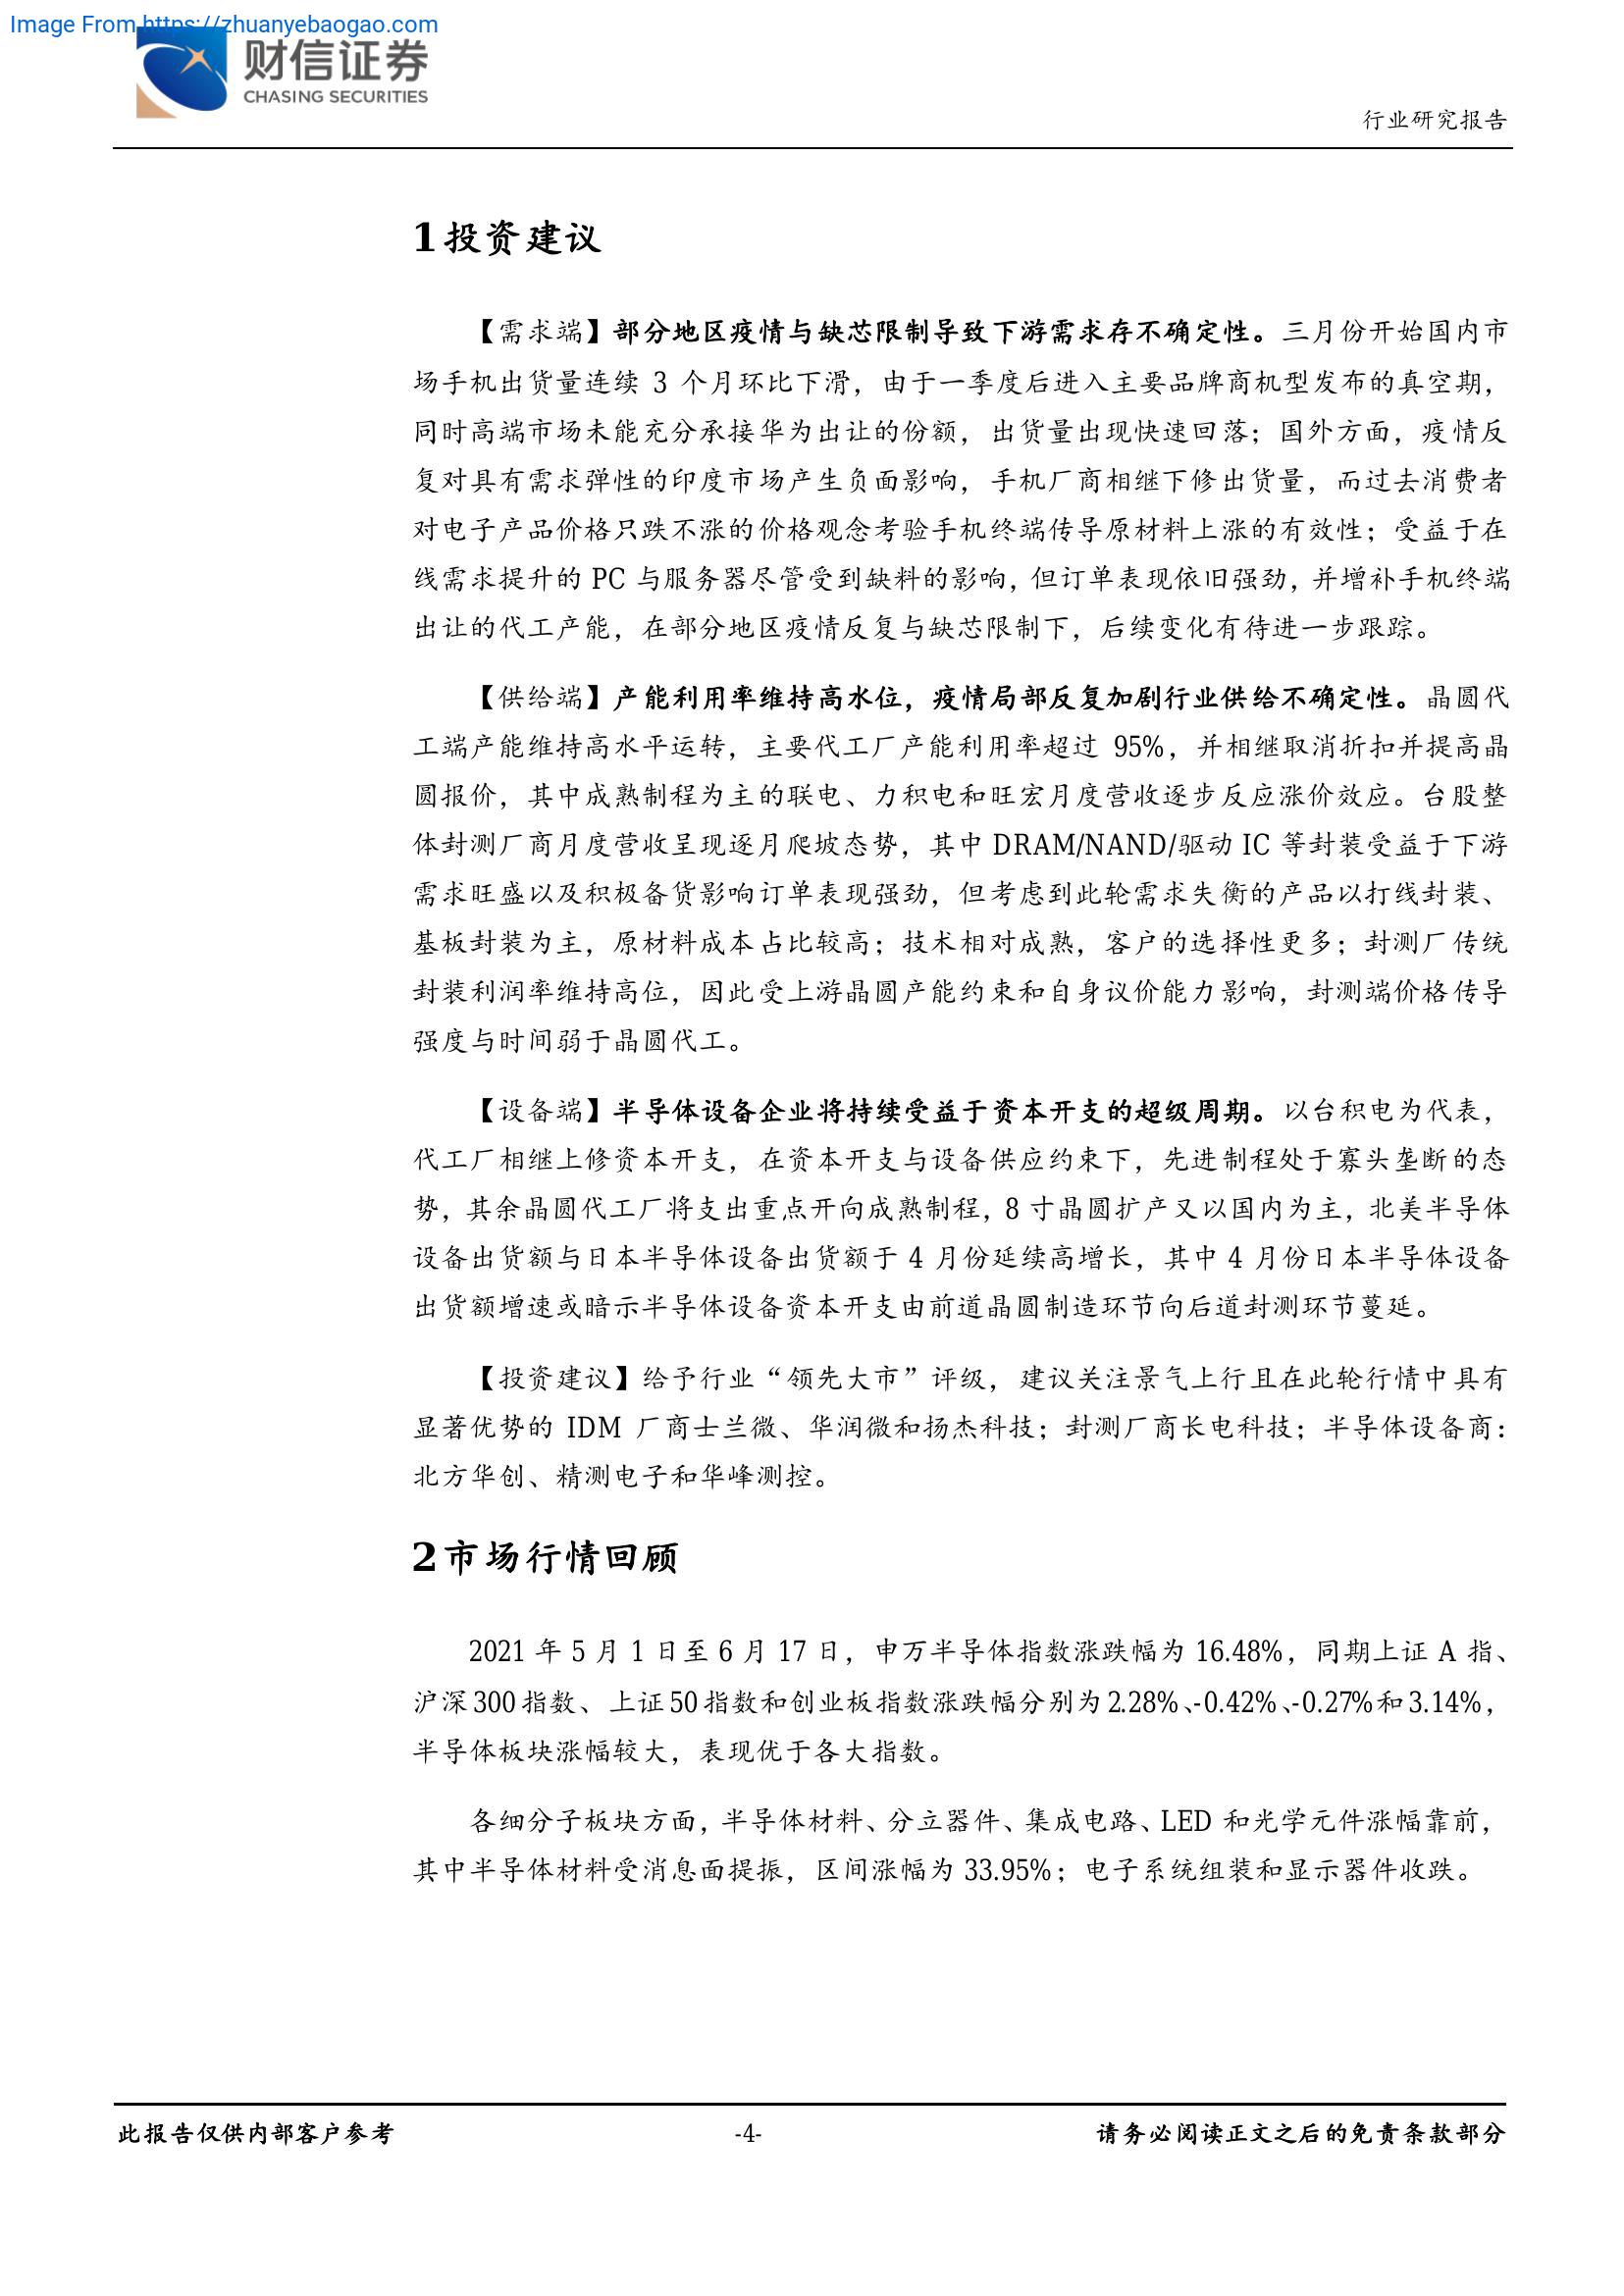 Image From https://zhuanyebaogao.com
财信证券
CHASING SECURITIES
行业研究报告
1 投资建议
【需求端】部分地区疫情与缺芯限制导致下游需求存不确定性。三月份开始国内市
场手机出货量连续 3 个月环比下滑，由于一季度后进入主要品牌商机型发布的真空期，
同时高端市场未能充分承接华为出让的份额，出货量出现快速回落；国外方面，疫情反
复对具有需求弹性的印度市场产生负面影响，手机厂商相继下修出货量，而过去消费者
对电子产品价格只跌不涨的价格观念考验手机终端传导原材料上涨的有效性；受益于在
线需求提升的 PC 与服务器尽管受到缺料的影响，但订单表现依旧强劲，并增补手机终端
出让的代工产能，在部分地区疫情反复与缺芯限制下，后续变化有待进一步跟踪。
【供给端】产能利用率维持高水位，疫情局部反复加剧行业供给不确定性。晶圆代
工端产能维持高水平运转，主要代工厂产能利用率超过 95%，并相继取消折扣并提高晶
圆报价，其中成熟制程为主的联电、力积电和旺宏月度营收逐步反应涨价效应。台股整
体封测厂商月度营收呈现逐月爬坡态势，其中 DRAM/NAND/驱动 IC 等封装受益于下游
需求旺盛以及积极备货影响订单表现强劲，但考虑到此轮需求失衡的产品以打线封装、
基板封装为主，原材料成本占比较高；技术相对成熟，客户的选择性更多；封测厂传统
封装利润率维持高位，因此受上游晶圆产能约束和自身议价能力影响，封测端价格传导
强度与时间弱于晶圆代工。
【设备端】半导体设备企业将持续受益于资本开支的超级周期。以台积电为代表，
代工厂相继上修资本开支，在资本开支与设备供应约束下，先进制程处于寡头垄断的态
势，其余晶圆代工厂将支出重点开向成熟制程，8 寸晶圆扩产又以国内为主，北美半导体
设备出货额与日本半导体设备出货额于 4 月份延续高增长，其中 4 月份日本半导体设备
出货额增速或暗示半导体设备资本开支由前道晶圆制造环节向后道封测环节蔓延。
【投资建议】给予行业“领先大市”评级，建议关注景气上行且在此轮行情中具有
显著优势的 IDM 厂商士兰微、华润微和扬杰科技；封测厂商长电科技；半导体设备商：
北方华创、精测电子和华峰测控。
2 市场行情回顾
2021 年 5 月 1 日至 6 月 17 日，申万半导体指数涨跌幅为 16.48%，同期上证 A 指、
沪深 300 指数、上证 50 指数和创业板指数涨跌幅分别为 2.28%、-0.42%、-0.27%和 3.14%，
半导体板块涨幅较大，表现优于各大指数。
各细分子板块方面，半导体材料、分立器件、集成电路、LED 和光学元件涨幅靠前，
其中半导体材料受消息面提振，区间涨幅为 33.95%；电子系统组装和显示器件收跌。
此报告仅供内部客户参考
-4-
请务必阅读正文之后的免责条款部分